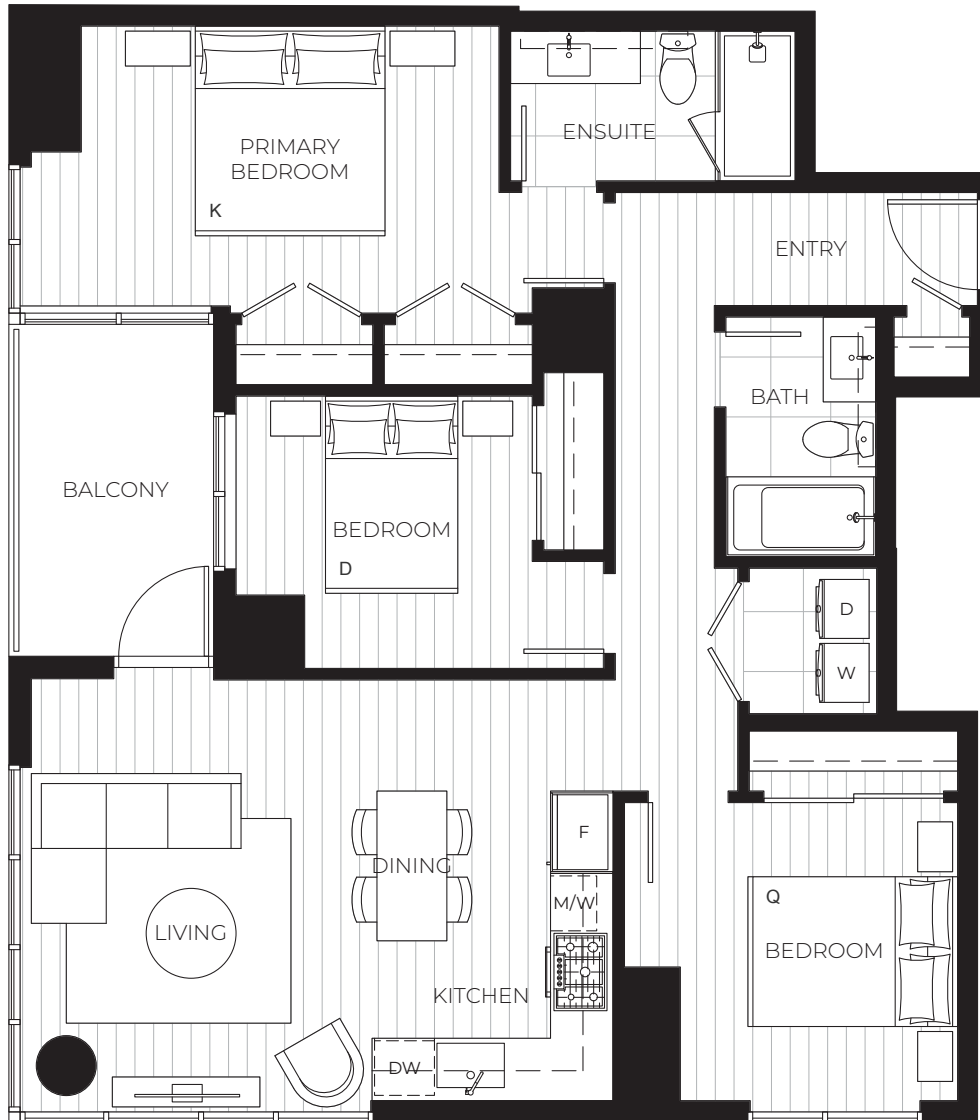 ENSUITE
PRIMARY
BEDROOM
K
ENTRY
BATH
BALCONY
BEDROOM
D
D
W
F
DINING
M/W
Q
LIVING
BEDROOM
KITCHEN
DW